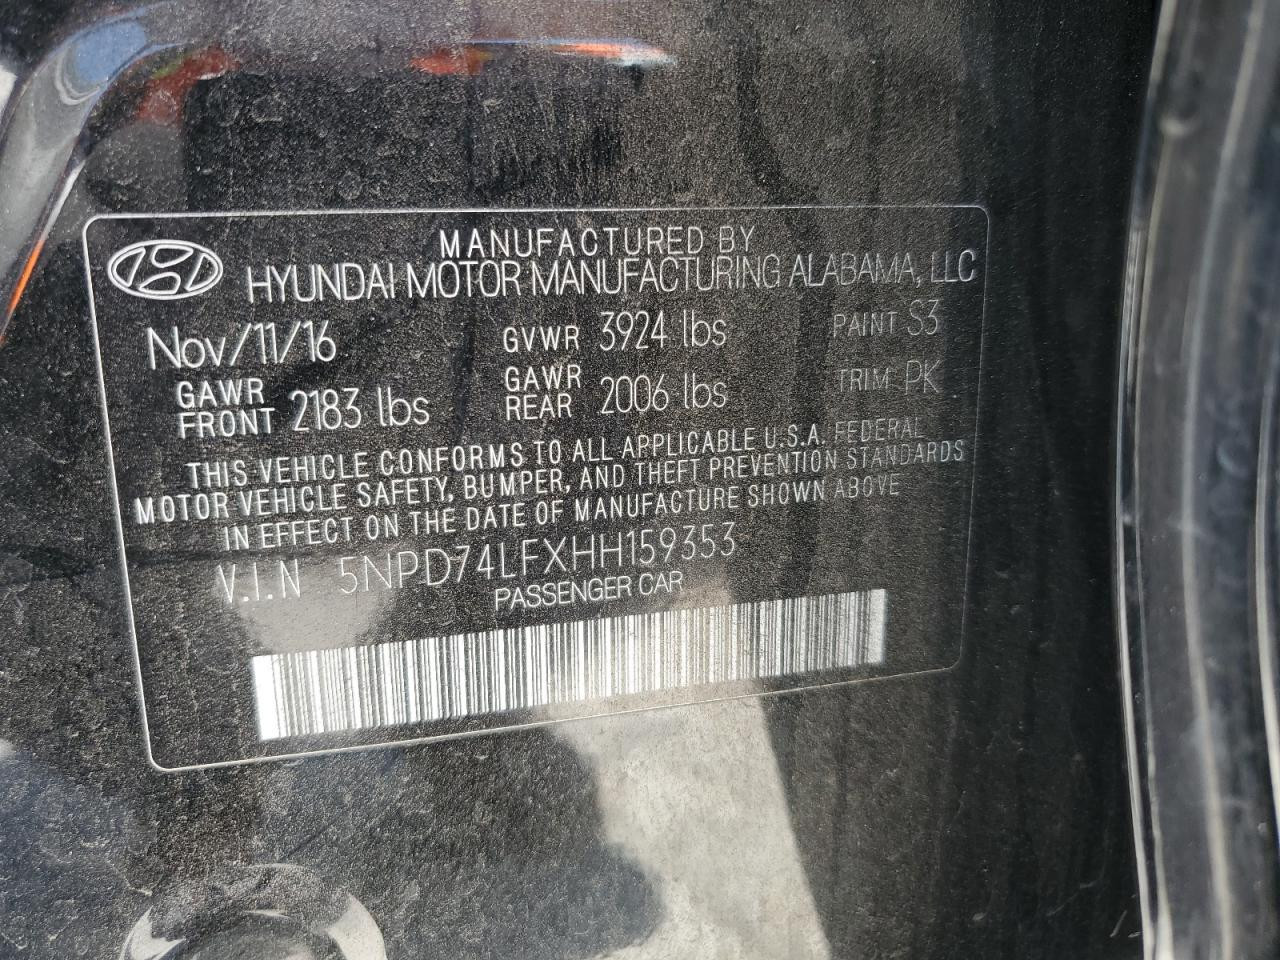 MANUFACTURED BY
HYUNDAI MOTOR MANUFACTURING ALABAMA, LLC
Nov/11/16 GVWR 3924 lbs PAINT S3
GAWR FRONT 2183 lbs GAWR REAR 2006 lbs TRIM PK
THIS VEHICLE CONFORMS TO ALL APPLICABLE U.S.A. FEDERAL
MOTOR VEHICLE SAFETY, BUMPER, AND THEFT PREVENTION STANDARDS
IN EFFECT ON THE DATE OF MANUFACTURE SHOWN ABOVE
V.I.N 5NPD74LFXHH159353
PASSENGER CAR